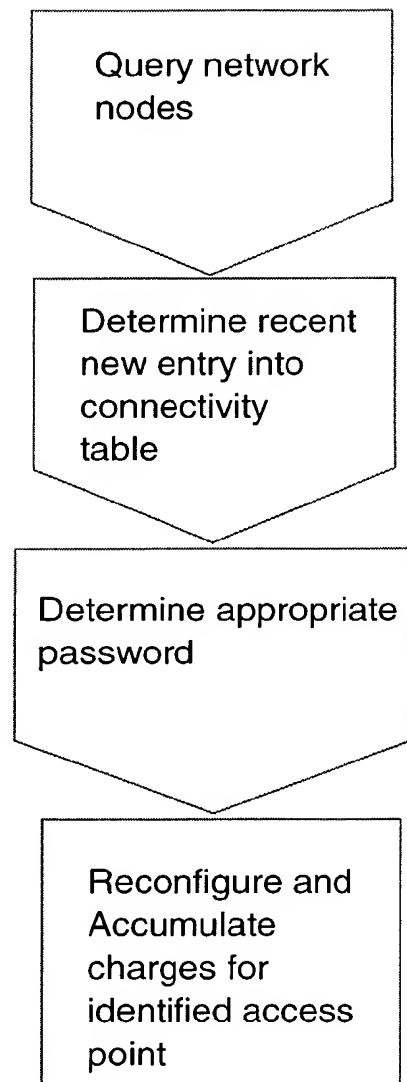 Query network
nodes
Determine recent
new entry into
connectivity
table
Determine appropriate
password
Reconfigure and
Accumulate
charges for
identified access
point